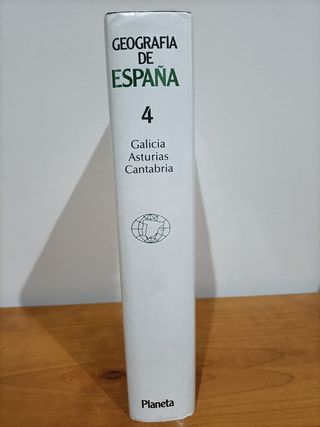 GEOGRAFIA
DE
ESPAÑA
4
Galicia
Asturias
Cantabria
Planeta